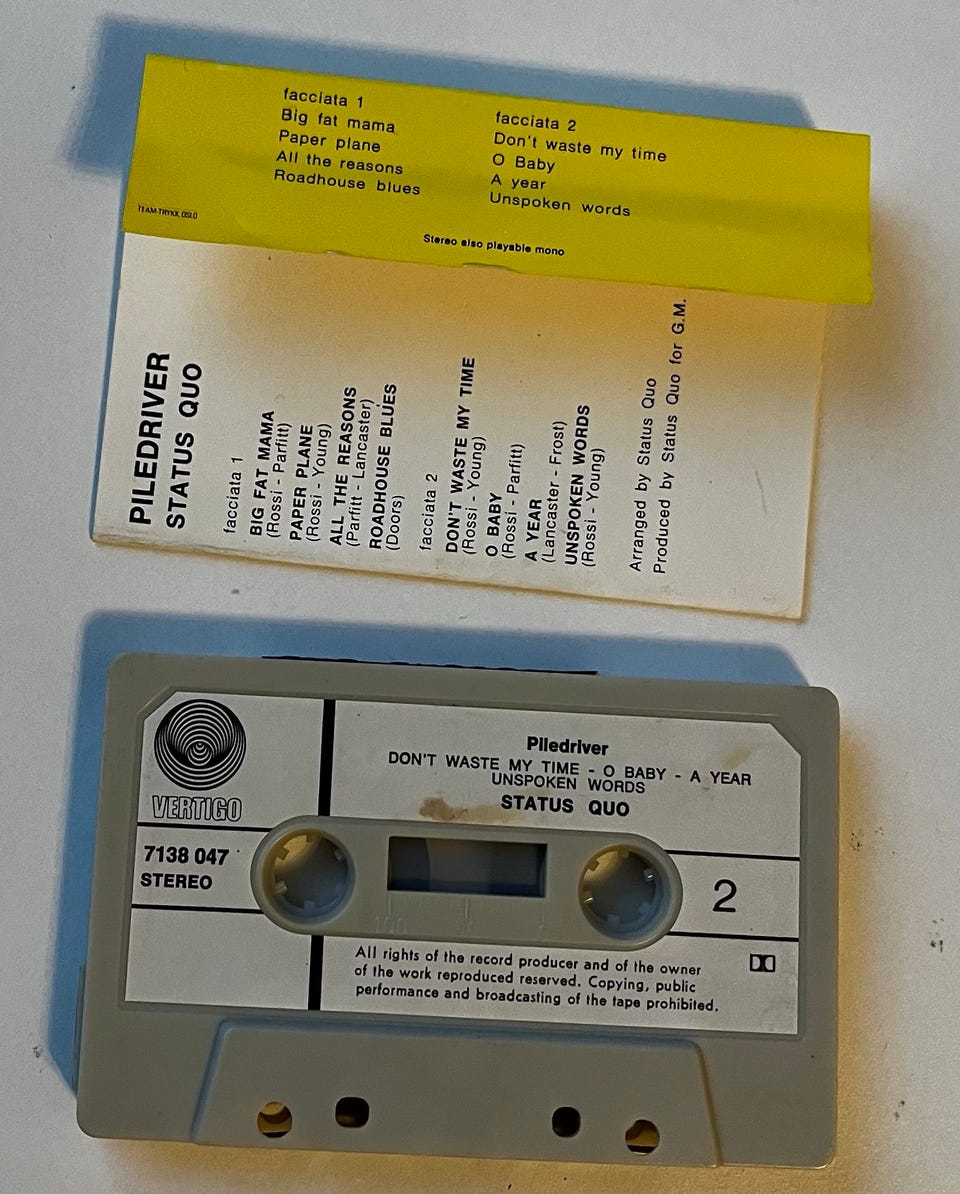 facciata 1
Big fat mama
Paper plane
All the reasons
Roadhouse blues
facciata 2
Don't waste my time
O Baby
A year
Unspoken words
TEAM-TRYKK, OSLO
Stereo also playable mono
PILEDRIVER
STATUS QUO
facciata 1
BIG FAT MAMA
(Rossi - Parfitt)
PAPER PLANE
(Rossi - Young)
ALL THE REASONS
(Parfitt - Lancaster)
ROADHOUSE BLUES
(Doors)
facciata 2
DON'T WASTE MY TIME
(Rossi - Young)
O BABY
(Rossi - Parfitt)
A YEAR
(Lancaster - Frost)
UNSPOKEN WORDS
(Rossi - Young)
Arranged by Status Quo
Produced by Status Quo for G.M.
VERTIGO
7138 047
STEREO
Piledriver
DON'T WASTE MY TIME - O BABY - A YEAR
UNSPOKEN WORDS
STATUS QUO
2
100 50
All rights of the record producer and of the owner
of the work reproduced reserved. Copying, public
performance and broadcasting of the tape prohibited.